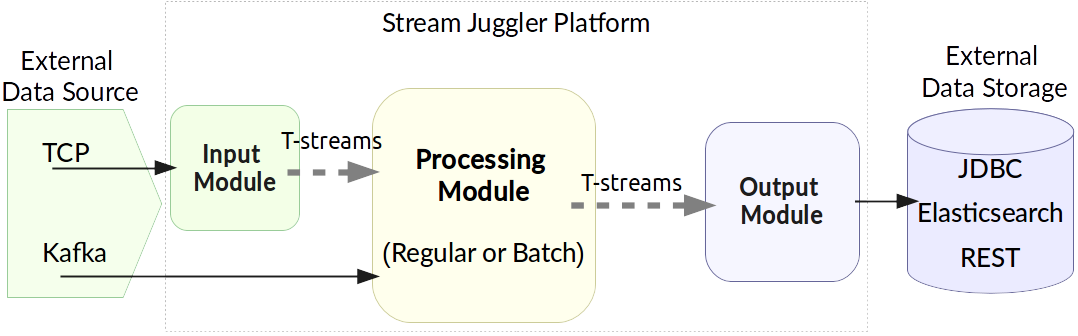 Stream Juggler Platform
External
Data Source
TCP
Kafka
Input
Module
T-streams
Processing
Module
(Regular or Batch)
T-streams
Output
Module
External
Data Storage
JDBC
Elasticsearch
REST